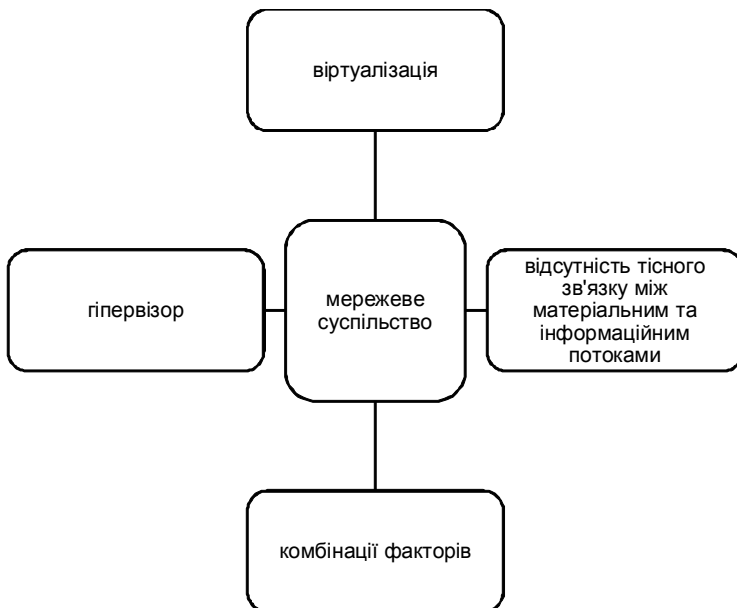 віртуалізація
гіпервізор
мережеве
суспільство
відсутність тісного
зв'язку між
матеріальним та
інформаційним
потоками
комбінації факторів